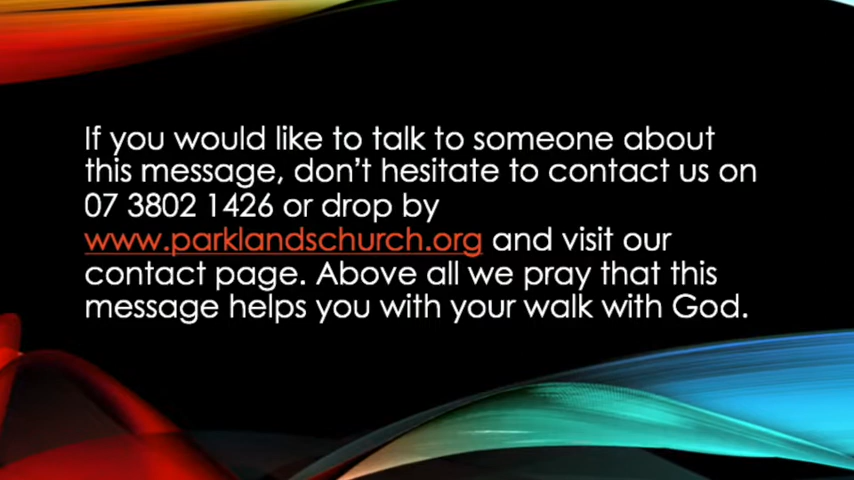 If you would like to talk to someone about
this message, don’t hesitate to contact us on
07 3802 1426 or drop by
www.parklandschurch.org and visit our
contact page. Above all we pray that this
message helps you with your walk with God.